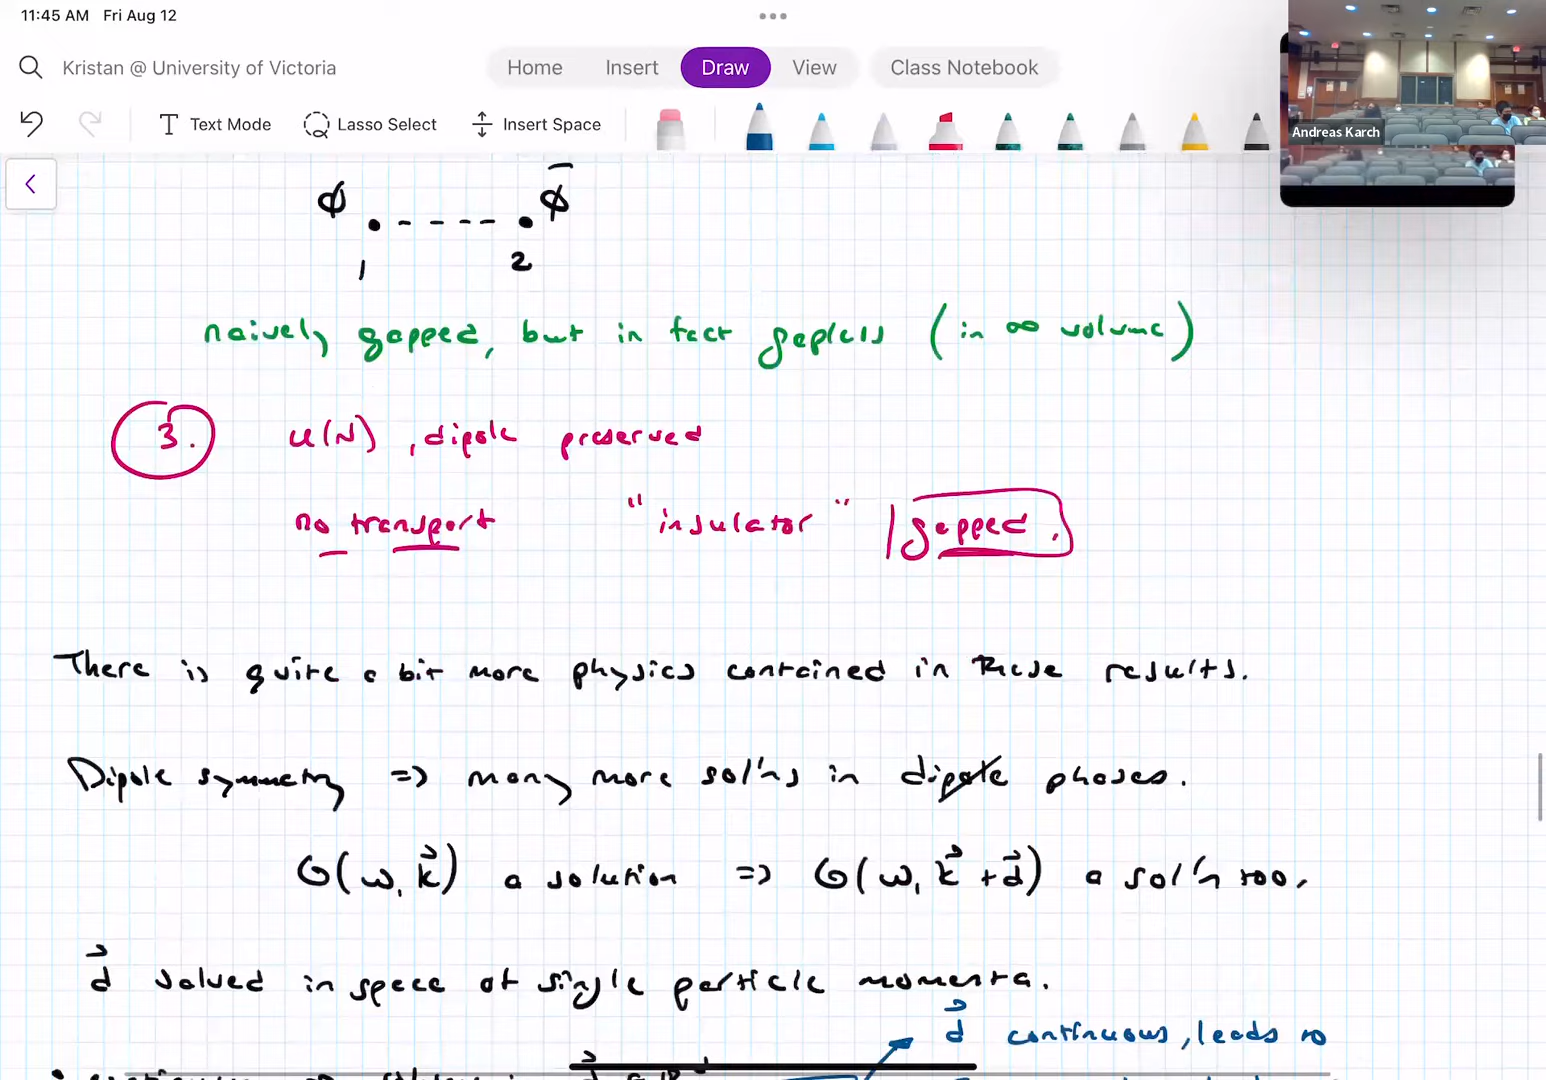 11:45 AM Fri Aug 12
Kristan @ University of Victoria
Home Insert Draw View Class Notebook
Text Mode Lasso Select Insert Space
Andreas Karch
ϕ ϕ̄
1 2
naively gapped, but in fact gapless (in ∞ volume)
3. U(N), dipole preserved
no transport "insulator" gapped.
There is quite a bit more physics contained in these results.
Dipole symmetry => many more sol'ns in dipole phases.
G(ω, k⃗) a solution => G(ω, k⃗ + d⃗) a sol'n too.
d⃗ valued in space of single particle momenta.
d⃗ continuous, leads to